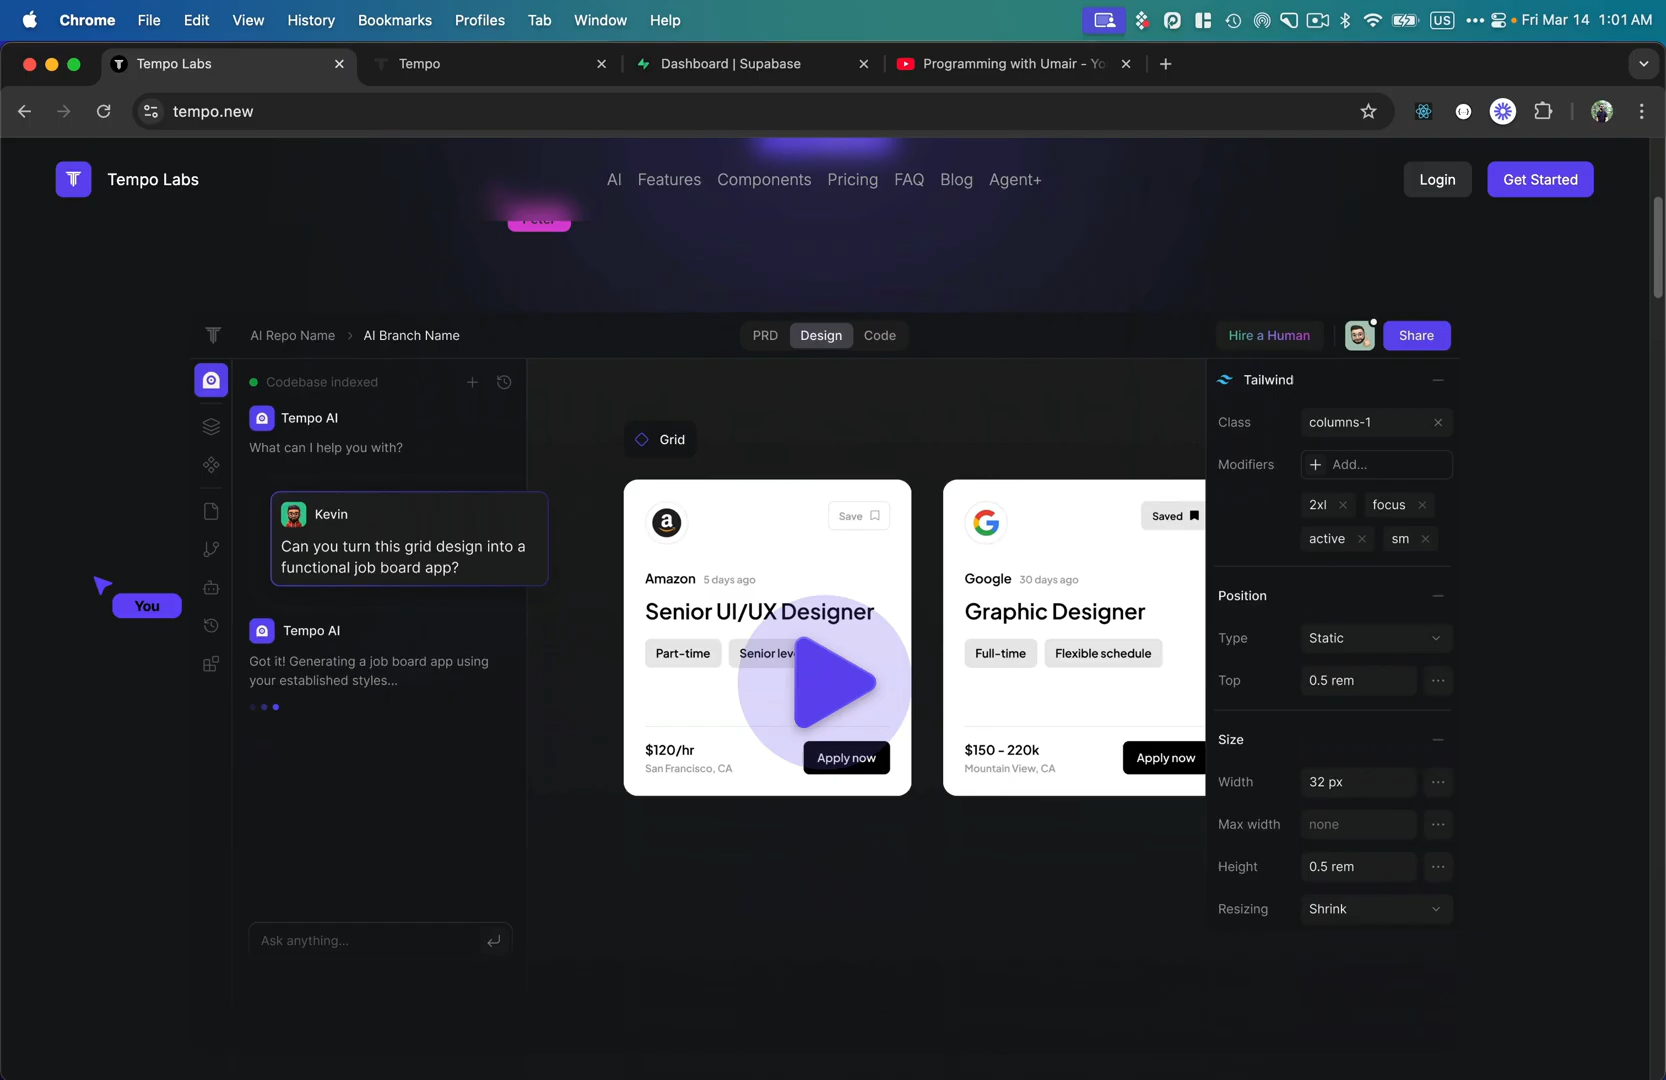 Chrome File Edit View History Bookmarks Profiles Tab Window Help US Fri Mar 14 1:01 AM
Tempo Labs Tempo Dashboard | Supabase Programming with Umair - Yo
tempo.new
Tempo Labs AI Features Components Pricing FAQ Blog Agent+ Login Get Started
Peter
AI Repo Name > AI Branch Name PRD Design Code Hire a Human Share
Codebase indexed
Tempo AI
What can I help you with?
Kevin
Can you turn this grid design into a
functional job board app?
You
Tempo AI
Got it! Generating a job board app using
your established styles...
Ask anything...
Grid
Save
Amazon 5 days ago
Senior UI/UX Designer
Part-time Senior leve
$120/hr
San Francisco, CA
Apply now
Saved
Google 30 days ago
Graphic Designer
Full-time Flexible schedule
$150 - 220k
Mountain View, CA
Apply now
Tailwind
Class columns-1
Modifiers Add...
2xl focus
active sm
Position
Type Static
Top 0.5 rem
Size
Width 32 px
Max width none
Height 0.5 rem
Resizing Shrink